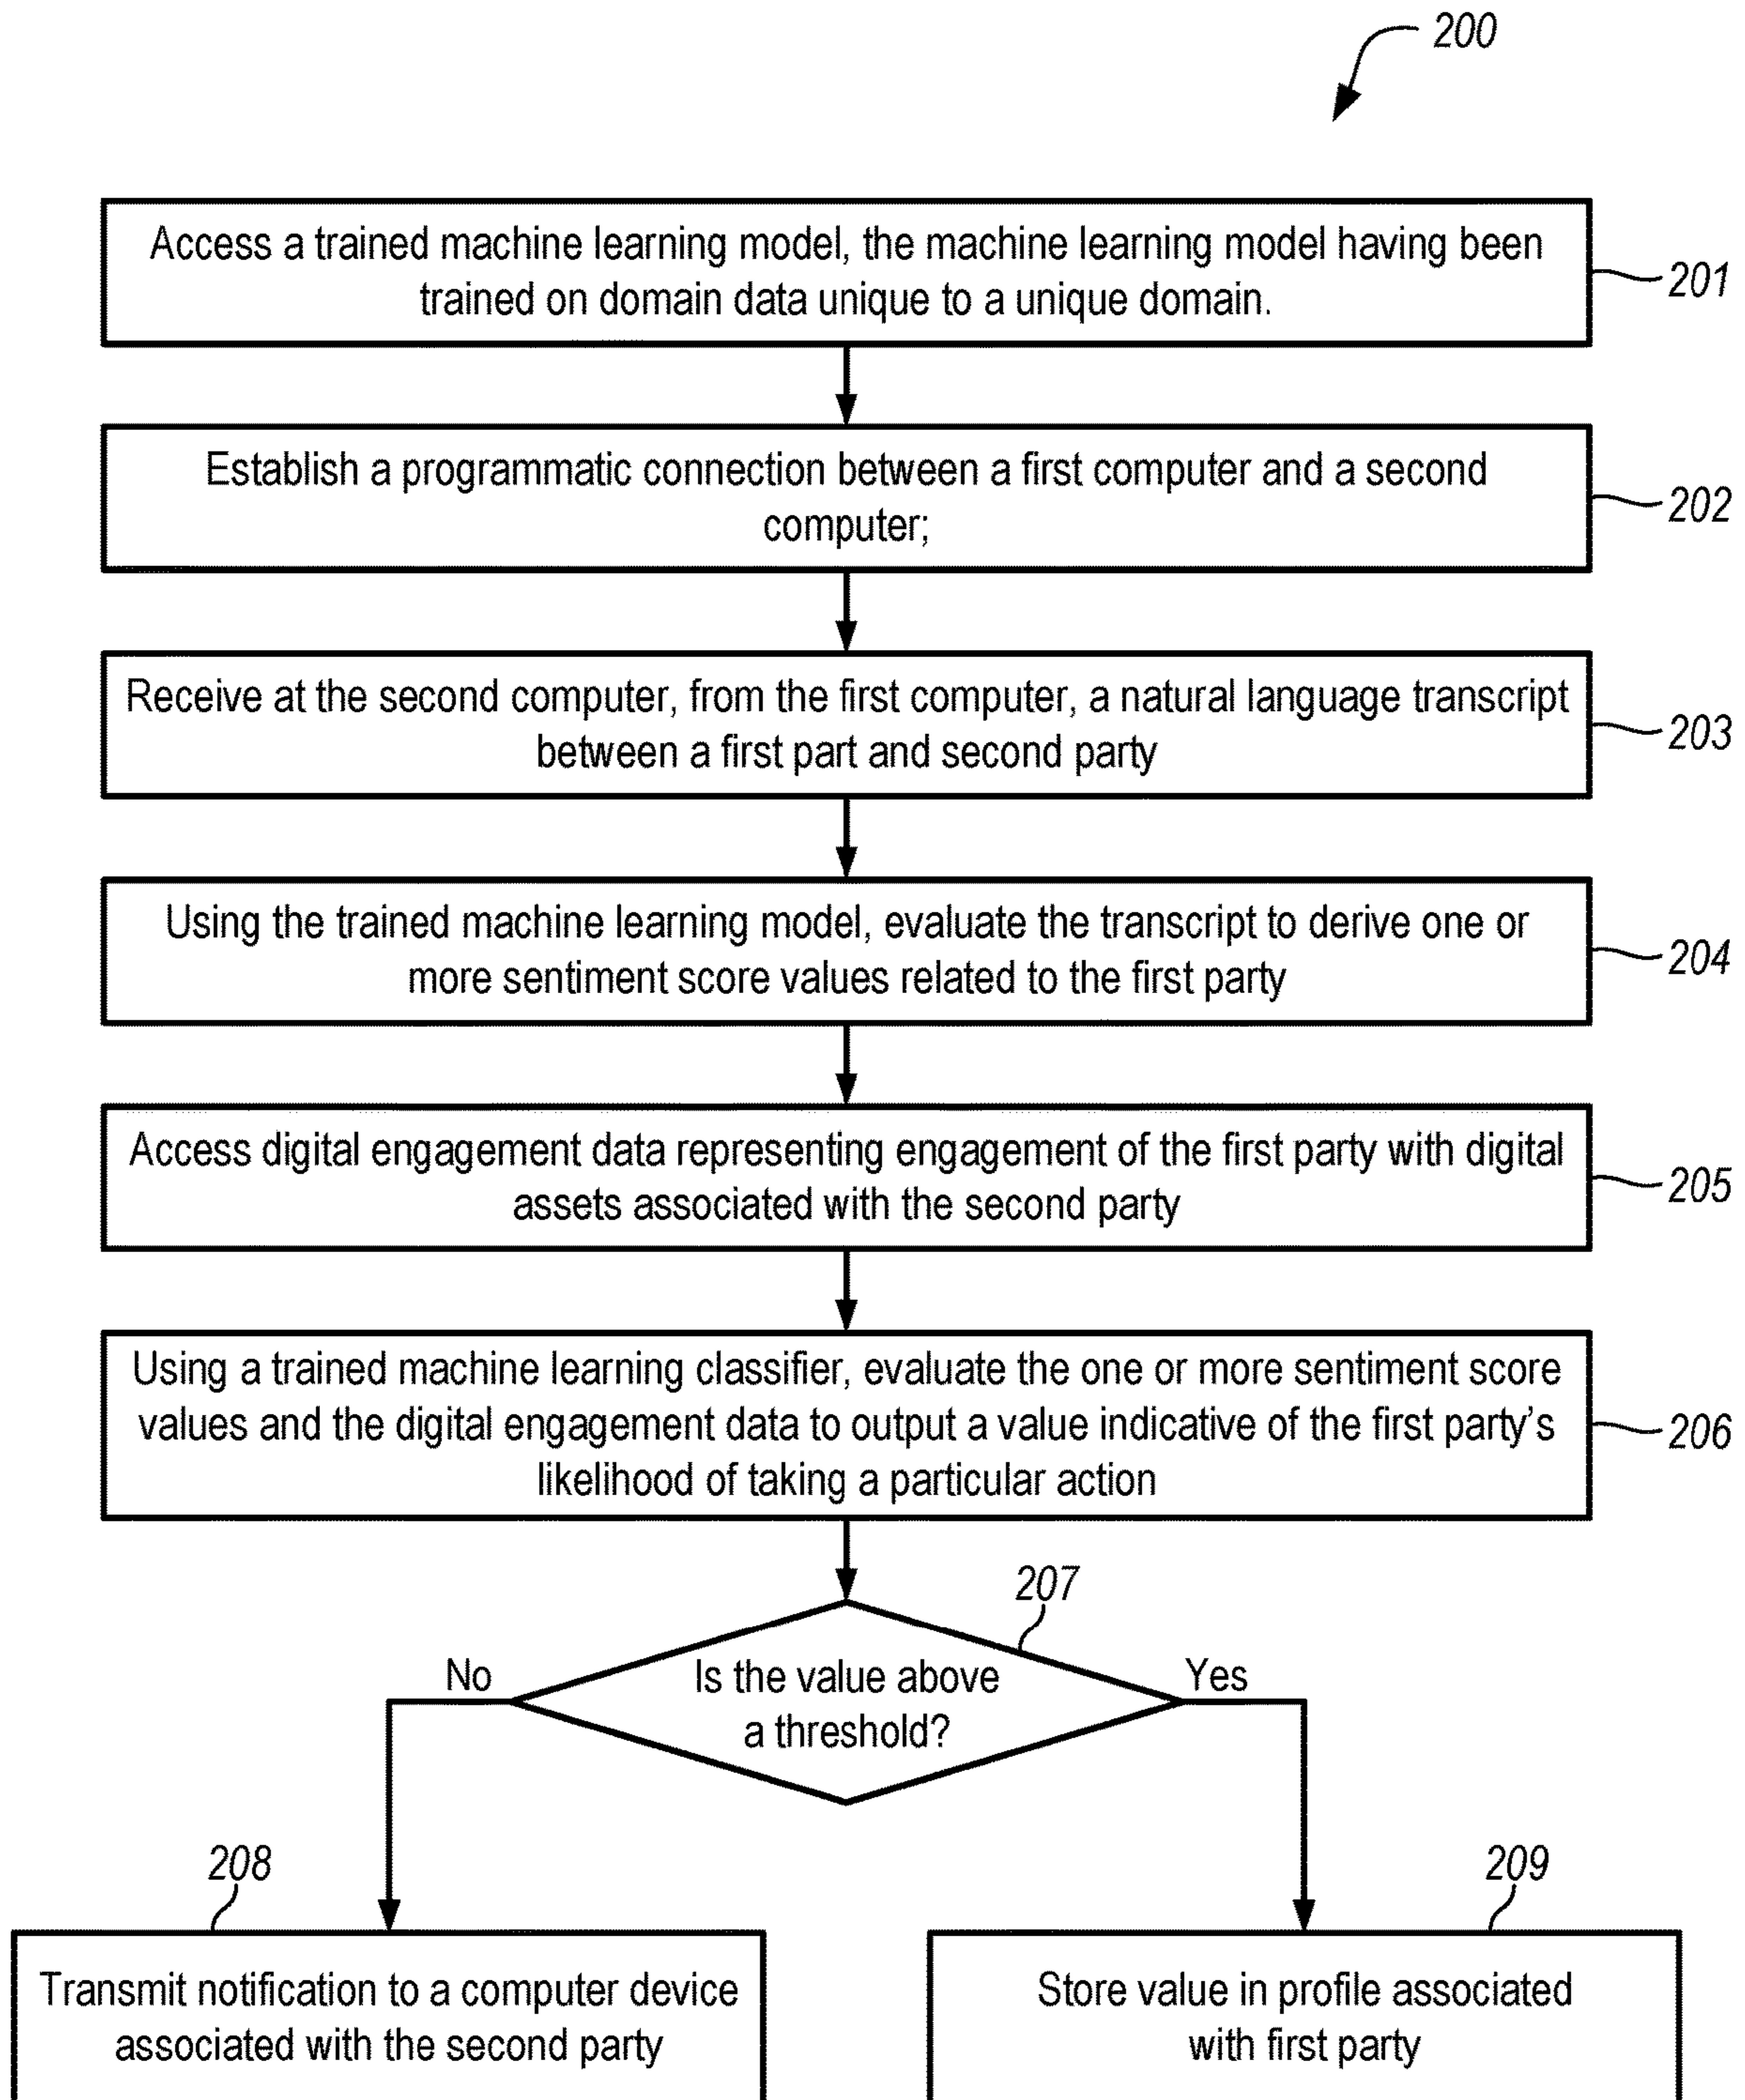 200
Access a trained machine learning model, the machine learning model having been
trained on domain data unique to a unique domain.
201
Establish a programmatic connection between a first computer and a second
computer;
202
Receive at the second computer, from the first computer, a natural language transcript
between a first part and second party
203
Using the trained machine learning model, evaluate the transcript to derive one or
more sentiment score values related to the first party
204
Access digital engagement data representing engagement of the first party with digital
assets associated with the second party
205
Using a trained machine learning classifier, evaluate the one or more sentiment score
values and the digital engagement data to output a value indicative of the first party's
likelihood of taking a particular action
206
207
No
Is the value above
a threshold?
Yes
208
Transmit notification to a computer device
associated with the second party
209
Store value in profile associated
with first party